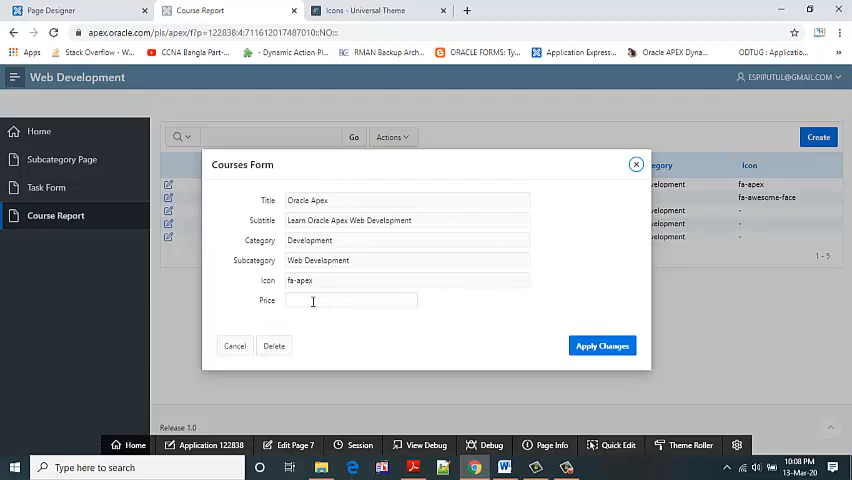 Page Designer
Course Report
Icons - Universal Theme
apex.oracle.com/pls/apex/f?p=122838:4:711612017487010::NO:::
Apps
Stack Overflow - W...
CCNA Bangla Part-...
- Dynamic Action Pl...
RMAN Backup Arch...
ORACLE FORMS: Ty...
Application Express...
Oracle APEX Dyna...
ODTUG : Applicatio...
Web Development
ESPIPUTUL@GMAIL.COM
Home
Subcategory Page
Task Form
Course Report
Go
Actions
Create
egory
Icon
elopment
fa-apex
elopment
fa-awesome-face
elopment
-
elopment
-
elopment
-
1 - 5
Courses Form
Title
Oracle Apex
Subtitle
Learn Oracle Apex Web Development
Category
Development
Subcategory
Web Development
Icon
fa-apex
Price
Cancel
Delete
Apply Changes
Release 1.0
Home
Application 122838
Edit Page 7
Session
View Debug
Debug
Page Info
Quick Edit
Theme Roller
Type here to search
10:08 PM
13-Mar-20